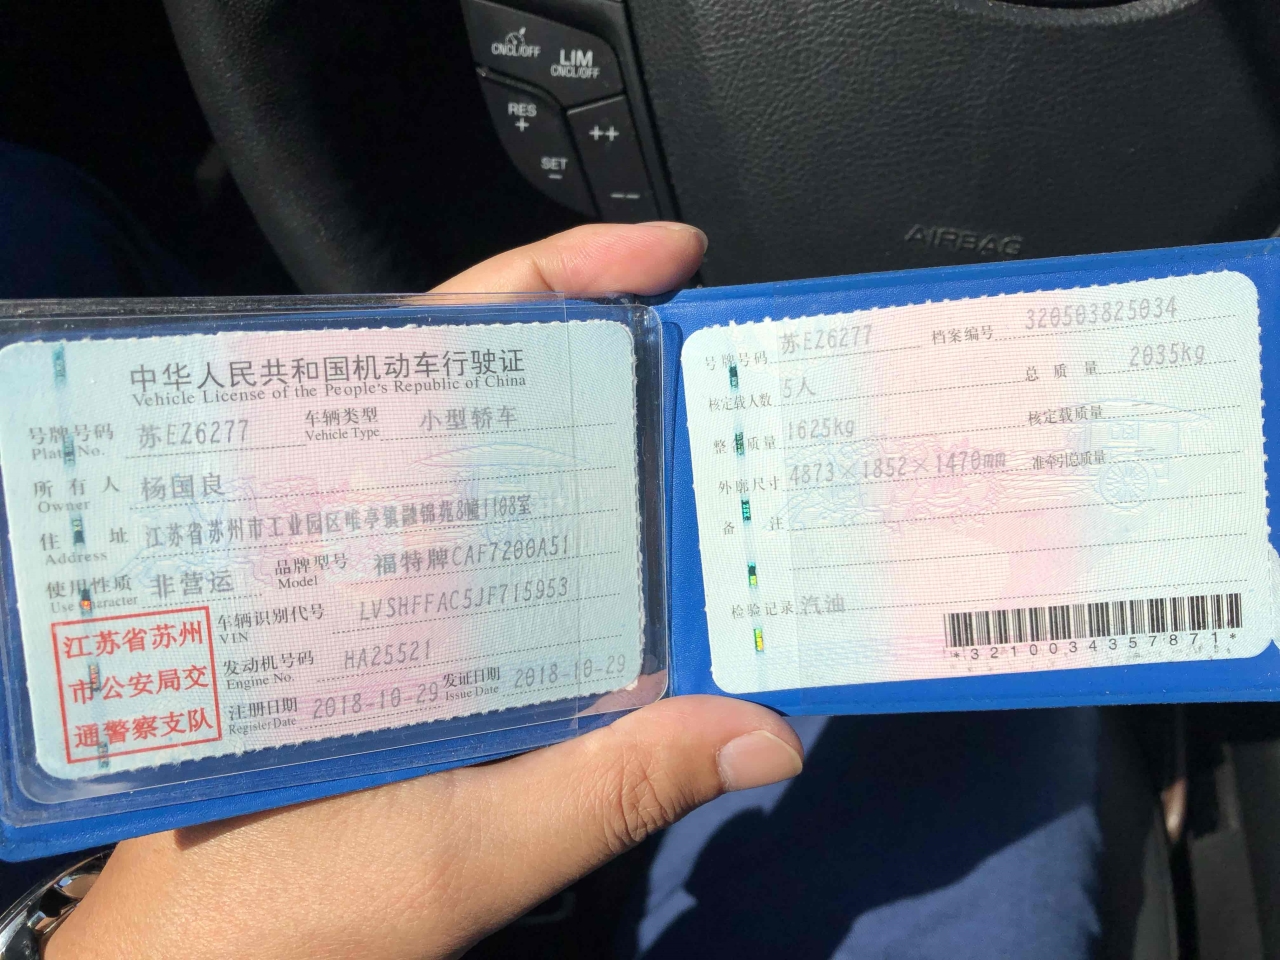 CNCL/OFF
LIM
CNCL/OFF
RES
+
++
SET
−
−−
AIRBAG
中华人民共和国机动车行驶证
Vehicle License of the People's Republic of China
号牌号码 苏EZ6277 车辆类型 小型轿车
Plate No. Vehicle Type
所有人 杨国良
Owner
住址 江苏省苏州市工业园区唯亭镇融锦苑8幢1108室
Address
使用性质 非营运 品牌型号 福特牌CAF7200A51
Use Character Model
车辆识别代号 LVSHFFAC5JF715953
VIN
发动机号码 HA25521
Engine No.
注册日期 2018-10-29 发证日期 2018-10-29
Register Date Issue Date
江苏省苏州
市公安局交
通警察支队
号牌号码 苏EZ6277 档案编号 320503825034
核定载人数 5人 总质量 2035kg
整备质量 1625kg 核定载质量
外廓尺寸 4873×1852×1470mm 准牵引总质量
备注
检验记录 汽油
*3210034357871*